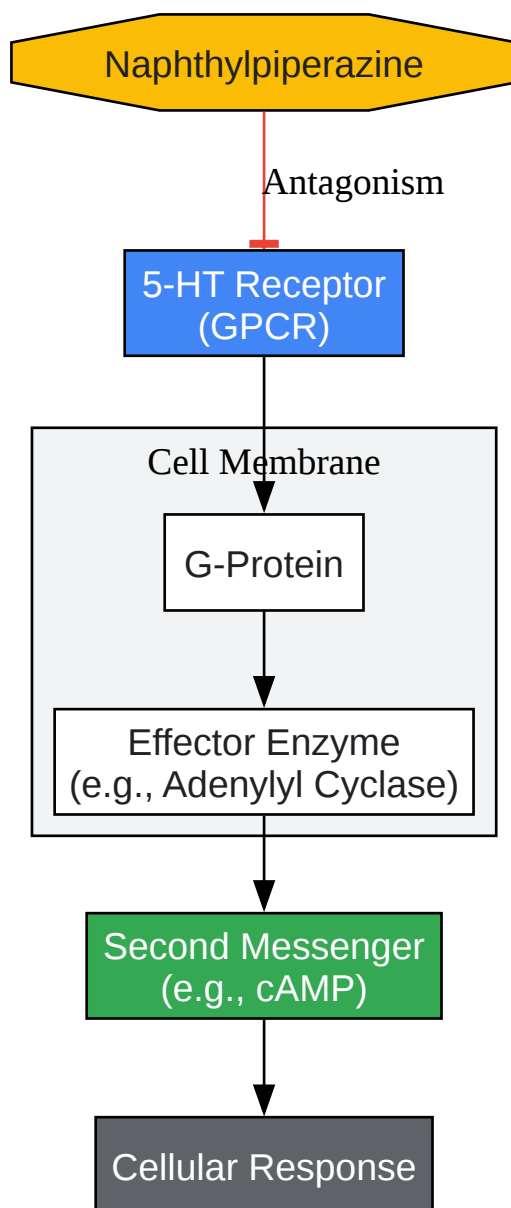 Naphthylpiperazine
Antagonism
5-HT Receptor
(GPCR)
Cell Membrane
G-Protein
Effector Enzyme
(e.g., Adenylyl Cyclase)
Second Messenger
(e.g., cAMP)
Cellular Response